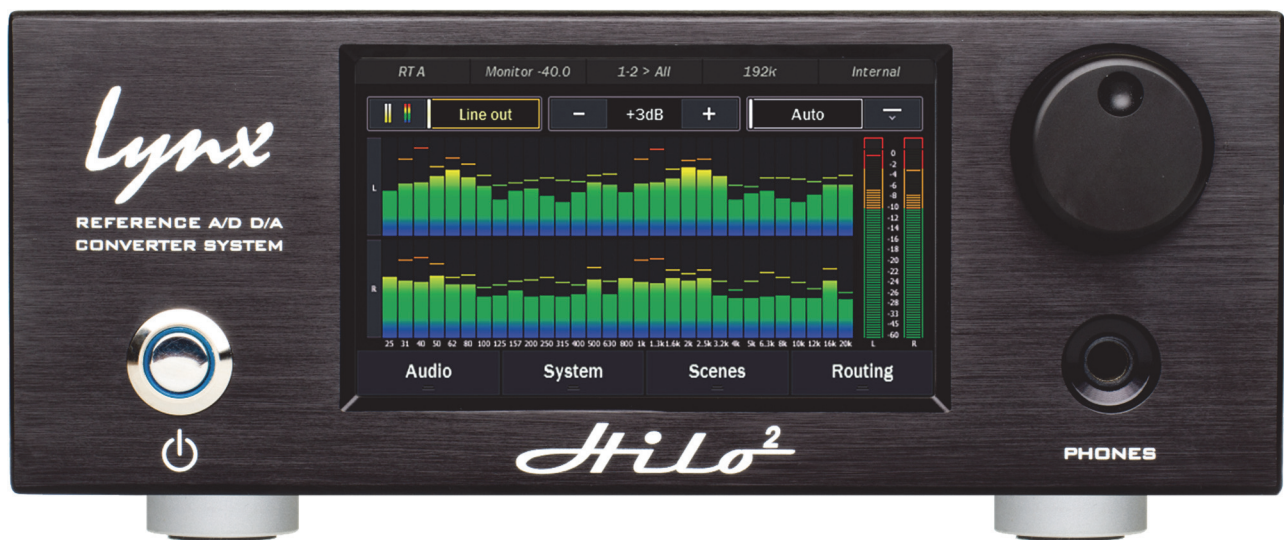 Lynx
REFERENCE A/D D/A
CONVERTER SYSTEM
RTA Monitor -40.0 1-2 > All 192k Internal
Line out − +3dB + Auto
L
R
0
-2
-4
-6
-8
-10
-12
-14
-16
-18
-20
-22
-24
-26
-28
-33
-45
-60
25 31 40 50 62 80 100 125 157 200 250 315 400 500 630 800 1k 1.3k 1.6k 2k 2.5k 3.2k 4k 5k 6.3k 8k 10k 12k 16k 20k L R
Audio System Scenes Routing
Hilo 2
PHONES